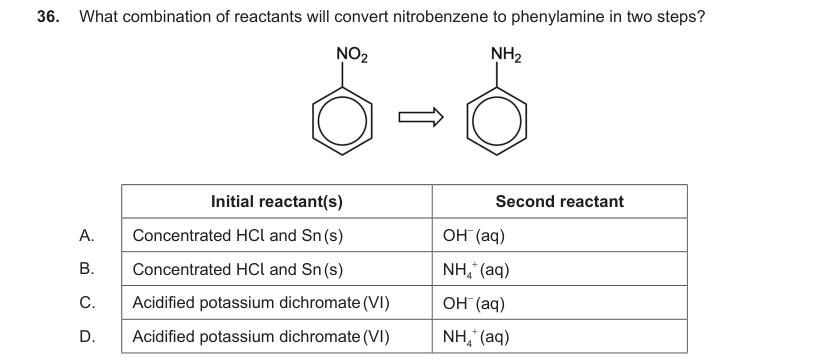 36. What combination of reactants will convert nitrobenzene to phenylamine in two steps?
NO₂ NH₂
Initial reactant(s) Second reactant
A. Concentrated HCl and Sn (s) OH⁻ (aq)
B. Concentrated HCl and Sn (s) NH₄⁺ (aq)
C. Acidified potassium dichromate (VI) OH⁻ (aq)
D. Acidified potassium dichromate (VI) NH₄⁺ (aq)